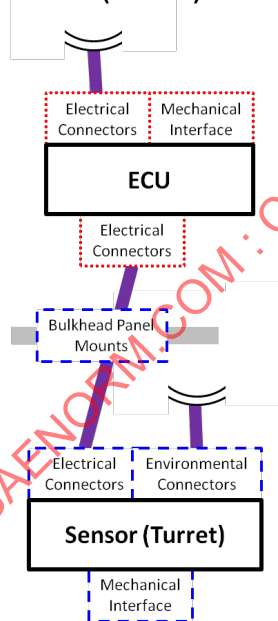 Electrical
Connectors
Mechanical
Interface
ECU
Electrical
Connectors
Bulkhead Panel
Mounts
Electrical
Connectors
Environmental
Connectors
Sensor (Turret)
Mechanical
Interface
SAENORM.COM : C